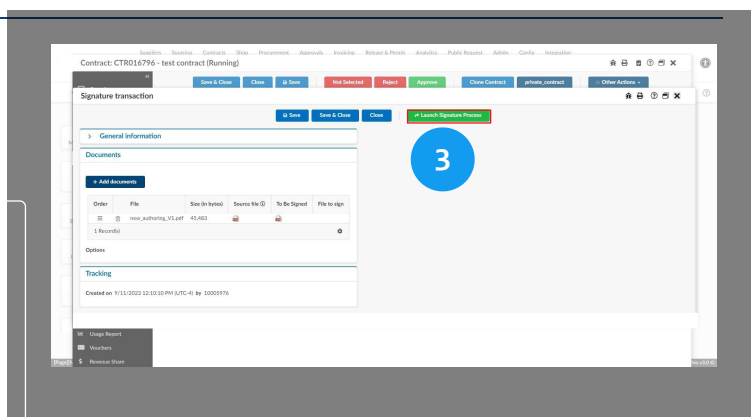 Suppliers Sourcing Contracts Shop Procurement Approvals Invoicing Release & Permit Analytics Public Request Admin Config Integration
Contract: CTR016796 - test contract (Running)
Save & Close Close Save Not Selected Reject Approve Clone Contract private_contract Other Actions
Signature transaction
Save Save & Close Close Launch Signature Process
General information
3
Documents
+ Add documents
Order File Size (in bytes) Source file To Be Signed File to sign
new_authoring_V1.pdf 45,483
1 Record(s)
Options
Tracking
Created on 9/11/2023 12:10:10 PM (UTC-4) by 10005976
Usage Report
Vouchers
$ Revenue Share